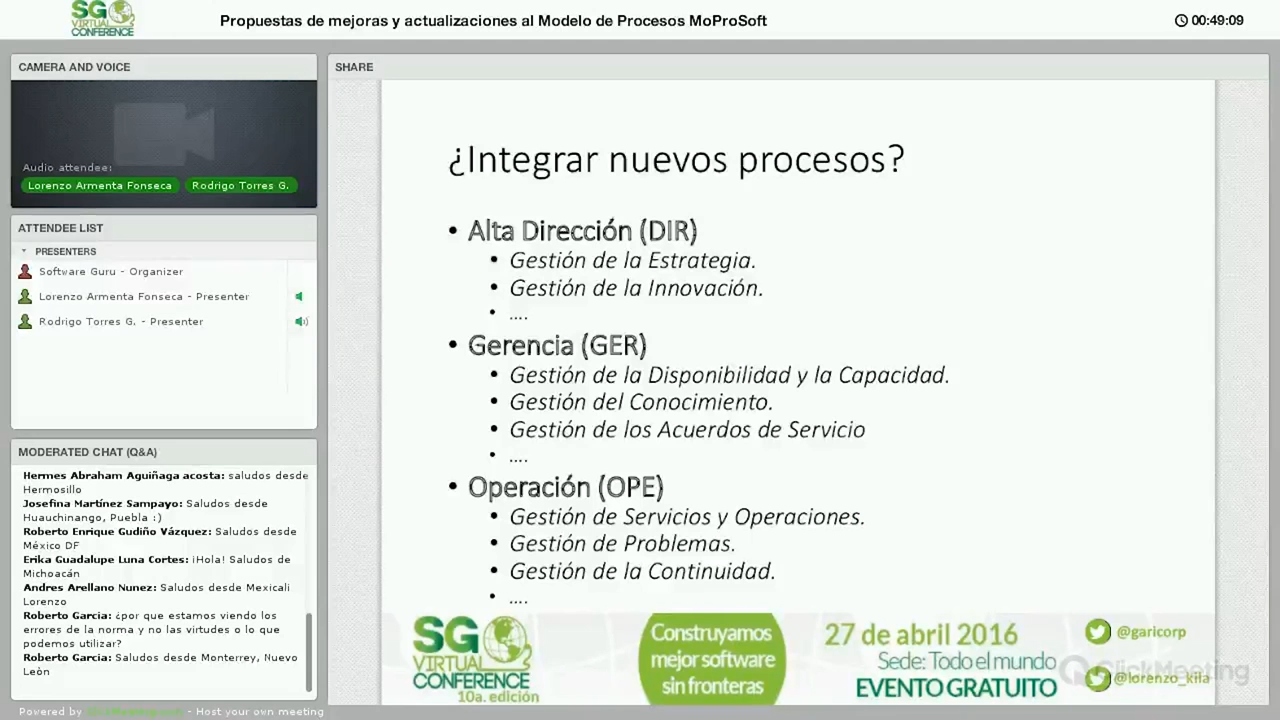 SG
VIRTUAL
CONFERENCE
Propuestas de mejoras y actualizaciones al Modelo de Procesos MoProSoft
00:49:09
CAMERA AND VOICE
Audio attendee:
Lorenzo Armenta Fonseca
Rodrigo Torres G.
ATTENDEE LIST
PRESENTERS
Software Guru - Organizer
Lorenzo Armenta Fonseca - Presenter
Rodrigo Torres G. - Presenter
MODERATED CHAT (Q&A)
Hermes Abraham Aguiñaga acosta: saludos desde
Hermosillo
Josefina Martínez Sampayo: Saludos desde
Huauchinango, Puebla :)
Roberto Enrique Gudiño Vázquez: Saludos desde
México DF
Erika Guadalupe Luna Cortes: ¡Hola! Saludos de
Michoacán
Andres Arellano Nunez: Saludos desde Mexicali
Lorenzo
Roberto Garcia: ¿por que estamos viendo los
errores de la norma y no las virtudes o lo que
podemos utilizar?
Roberto Garcia: Saludos desde Monterrey, Nuevo
León
Powered by ClickMeeting.com - Host your own meeting
SHARE
¿Integrar nuevos procesos?
• Alta Dirección (DIR)
• Gestión de la Estrategia.
• Gestión de la Innovación.
• ....
• Gerencia (GER)
• Gestión de la Disponibilidad y la Capacidad.
• Gestión del Conocimiento.
• Gestión de los Acuerdos de Servicio
• ....
• Operación (OPE)
• Gestión de Servicios y Operaciones.
• Gestión de Problemas.
• Gestión de la Continuidad.
• ....
SG
VIRTUAL
CONFERENCE
10a. edición
Construyamos
mejor software
sin fronteras
27 de abril 2016
Sede: Todo el mundo
EVENTO GRATUITO
@garicorp
@lorenzo_xila
ClickMeeting